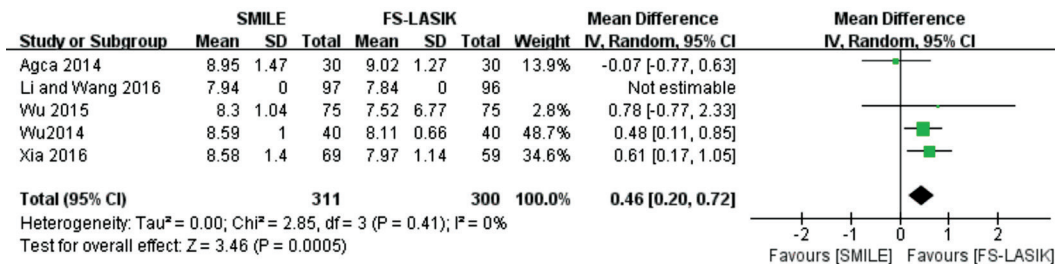 SMILE FS-LASIK Mean Difference Mean Difference
Study or Subgroup Mean SD Total Mean SD Total Weight IV, Random, 95% CI IV, Random, 95% CI
Agca 2014 8.95 1.47 30 9.02 1.27 30 13.9% -0.07 [-0.77, 0.63]
Li and Wang 2016 7.94 0 97 7.84 0 96 Not estimable
Wu 2015 8.3 1.04 75 7.52 6.77 75 2.8% 0.78 [-0.77, 2.33]
Wu2014 8.59 1 40 8.11 0.66 40 48.7% 0.48 [0.11, 0.85]
Xia 2016 8.58 1.4 69 7.97 1.14 59 34.6% 0.61 [0.17, 1.05]
Total (95% CI) 311 300 100.0% 0.46 [0.20, 0.72]
Heterogeneity: Tau² = 0.00; Chi² = 2.85, df = 3 (P = 0.41); I² = 0%
Test for overall effect: Z = 3.46 (P = 0.0005)
-2 -1 0 1 2
Favours [SMILE] Favours [FS-LASIK]